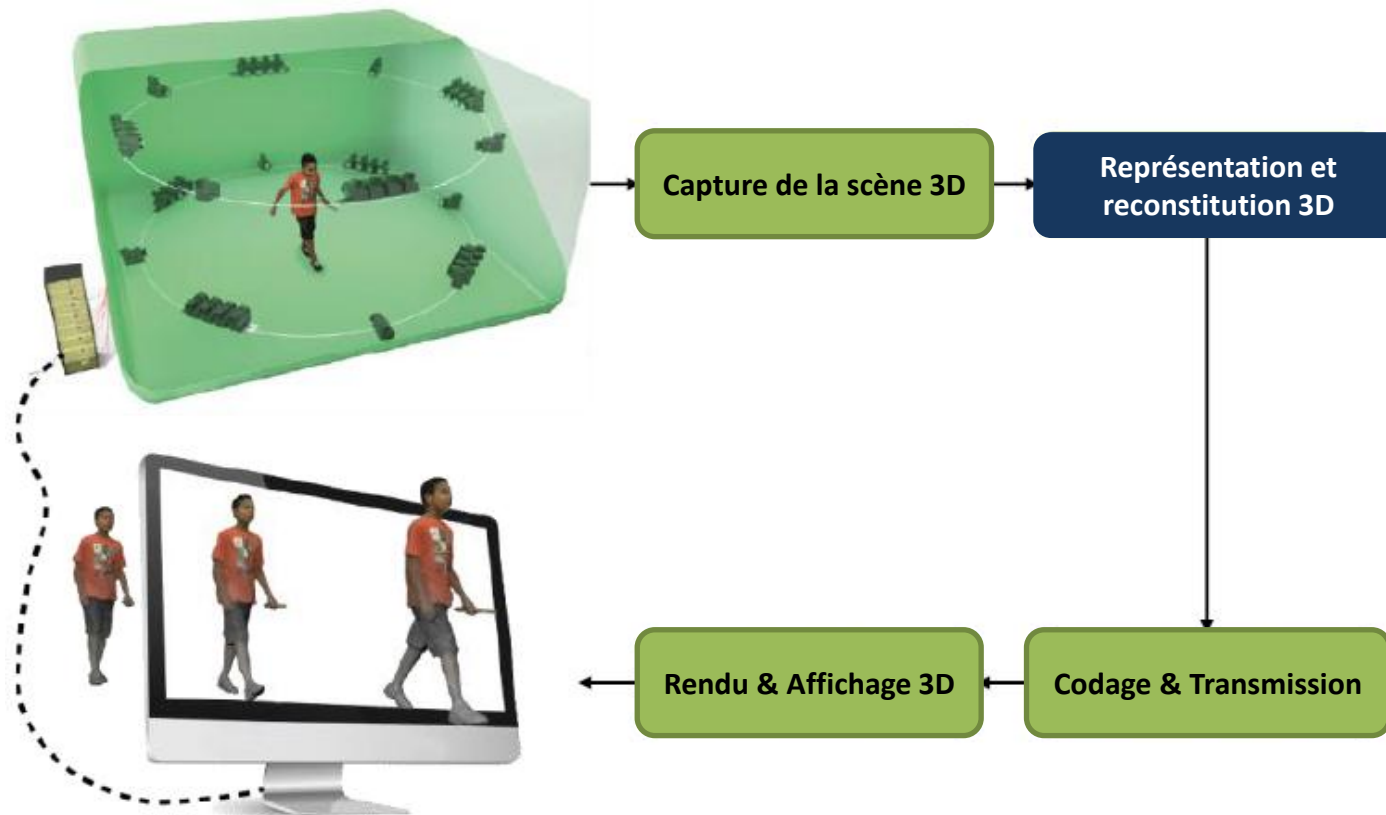 Capture de la scène 3D
Représentation et
reconstitution 3D
Rendu & Affichage 3D
Codage & Transmission